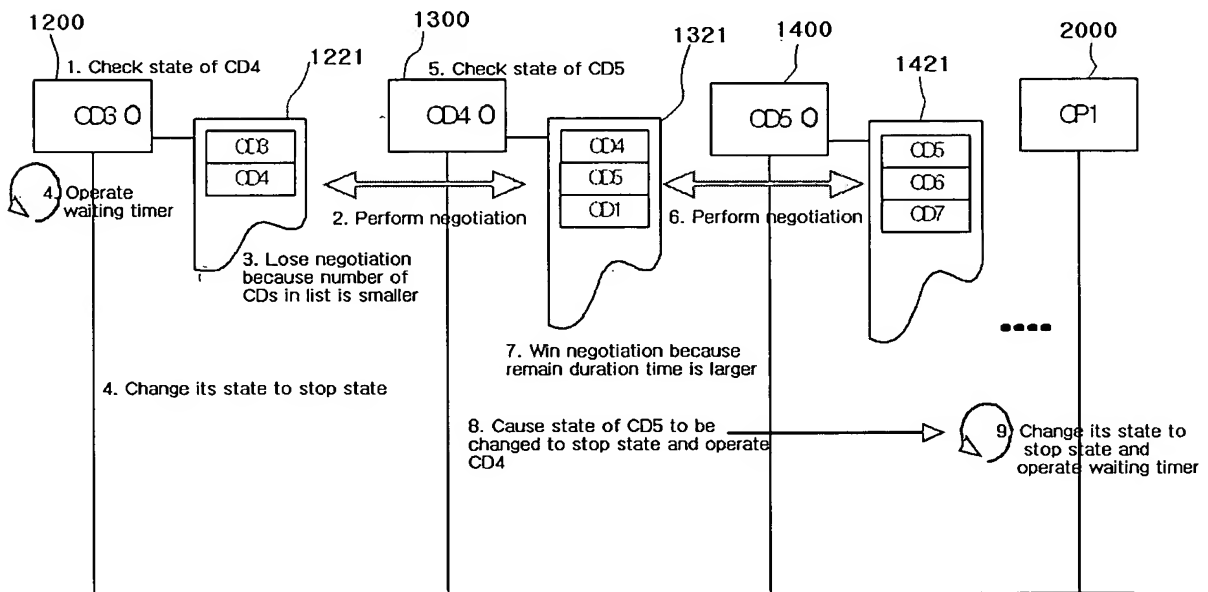 1200
1. Check state of CD4
CD3 O
1221
CD3
CD4
1300
5. Check state of CD5
CD4 O
1321
CD4
CD5
CD1
1400
CD5 O
1421
CD5
CD6
CD7
2000
CP1
4. Operate
waiting timer
2. Perform negotiation
6. Perform negotiation
3. Lose negotiation
because number of
CDs in list is smaller
7. Win negotiation because
remain duration time is larger
4. Change its state to stop state
8. Cause state of CD5 to be
changed to stop state and operate
CD4
9. Change its state to
stop state and
operate waiting timer